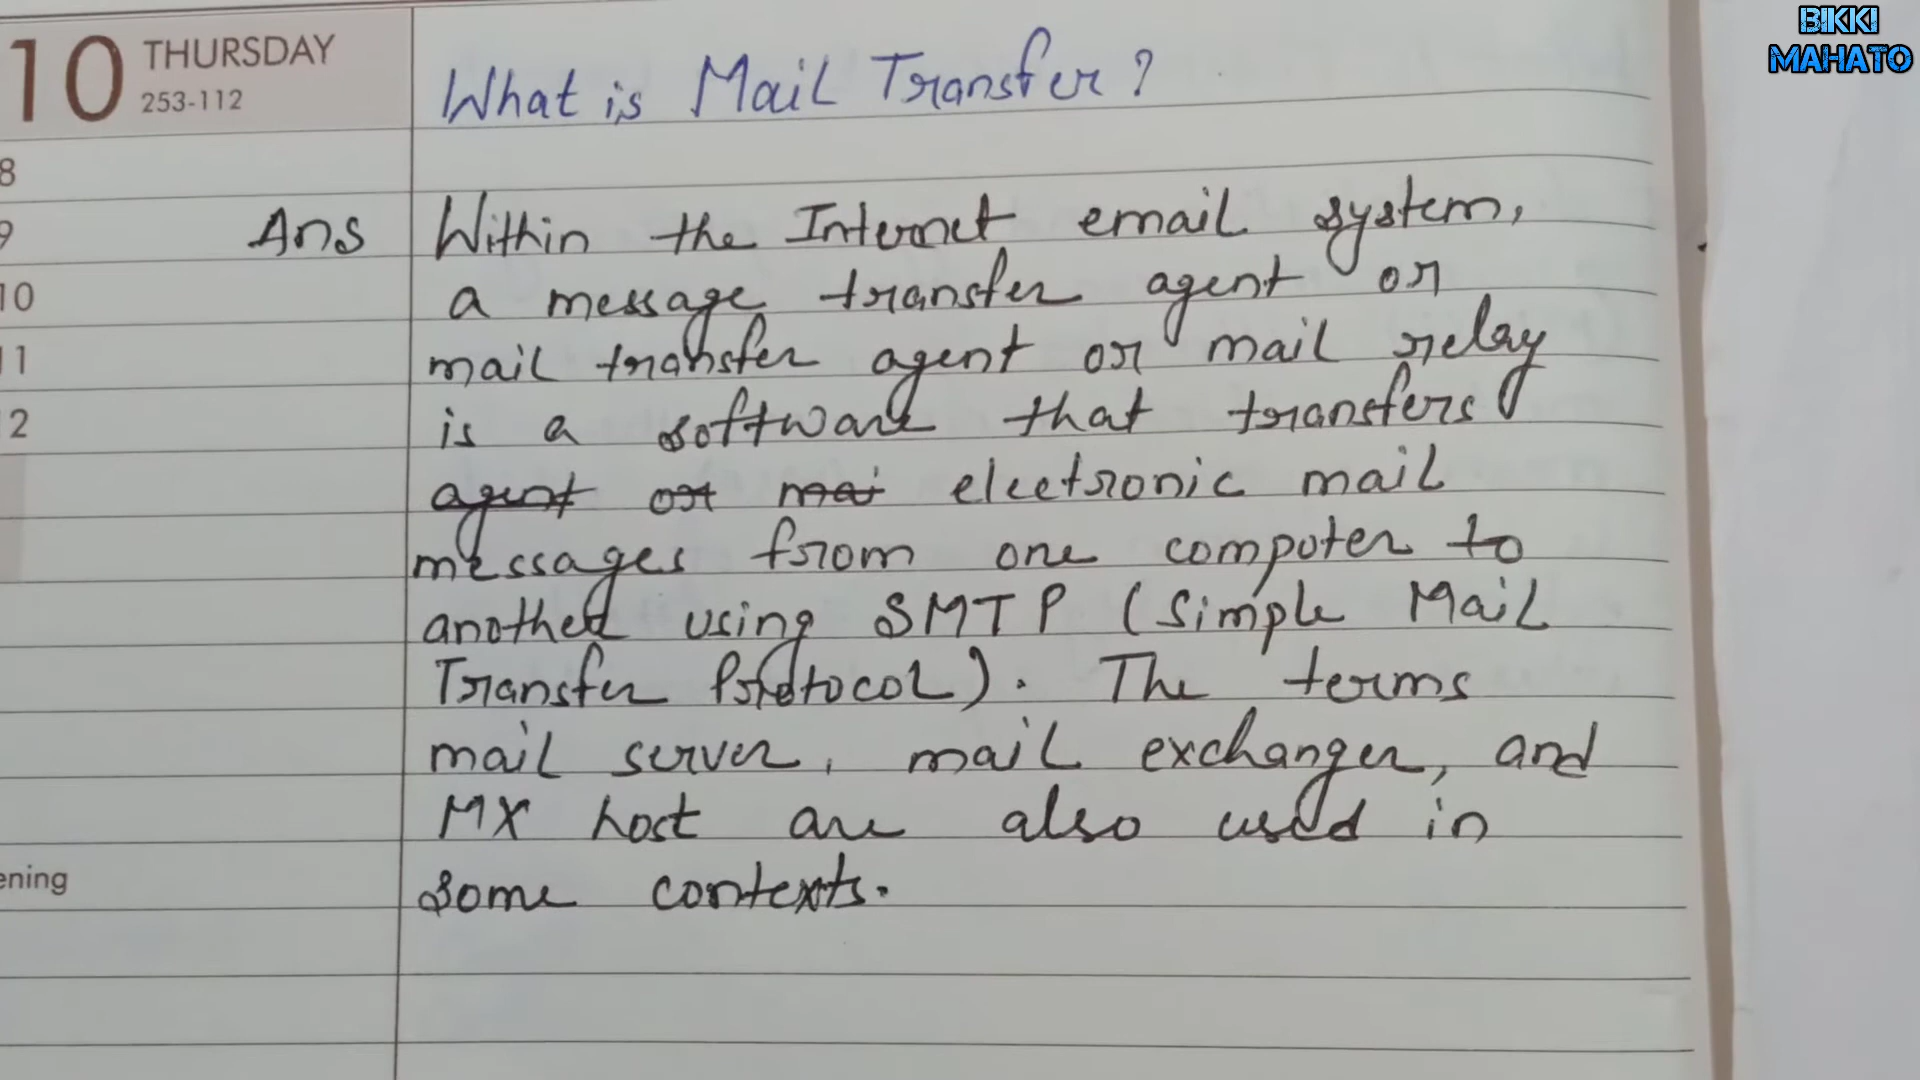 BIKKI
MAHATO
10 THURSDAY
253-112
What is Mail Transfer?
8
9
Ans Within the Internet email system,
10
a message transfer agent or
11
mail transfer agent or mail relay
2
is a software that transfers
agent or mai electronic mail
messages from one computer to
another using SMTP (Simple Mail
Transfer Protocol). The terms
mail server, mail exchanger, and
MX host are also used in
ening
some contexts.